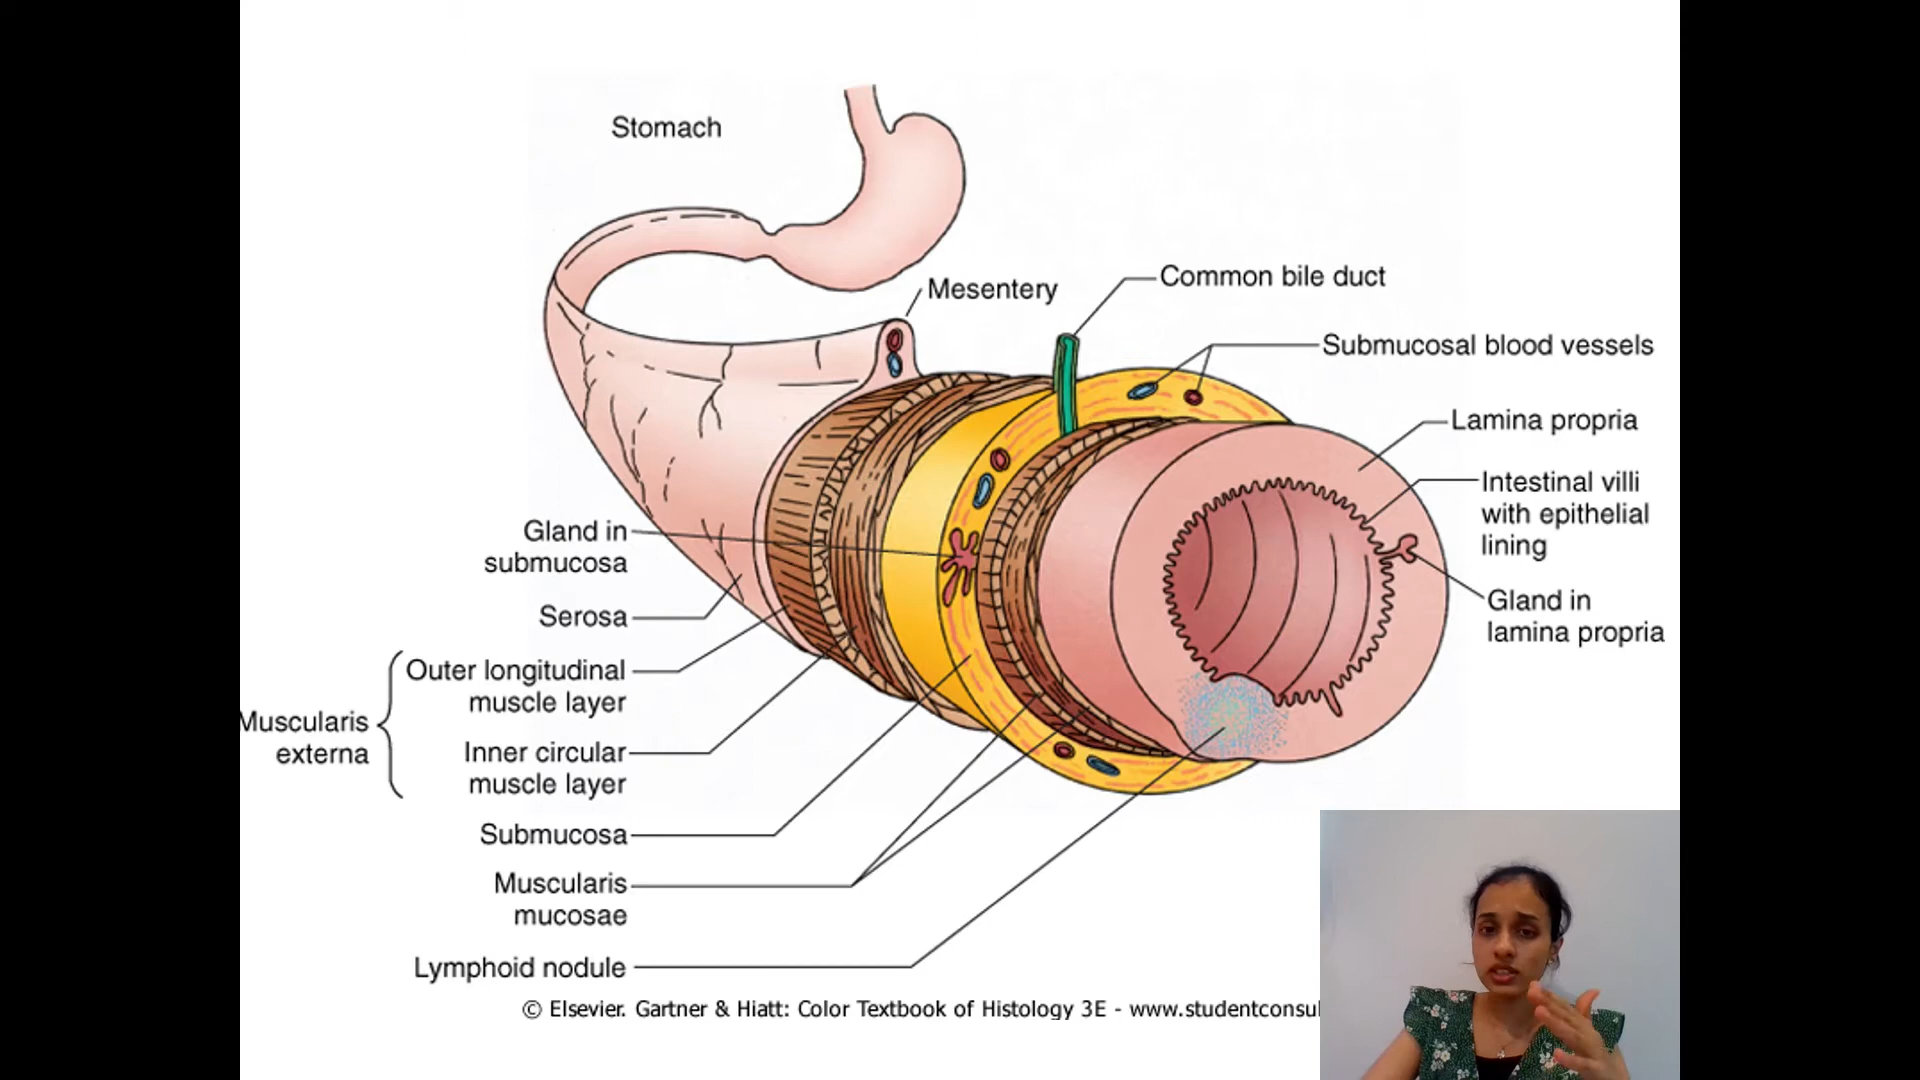 Stomach
Mesentery
Common bile duct
Submucosal blood vessels
Lamina propria
Intestinal villi
with epithelial
lining
Gland in
lamina propria
Gland in
submucosa
Serosa
Outer longitudinal
muscle layer
Muscularis
externa
Inner circular
muscle layer
Submucosa
Muscularis
mucosae
Lymphoid nodule
© Elsevier. Gartner & Hiatt: Color Textbook of Histology 3E - www.studentconsul